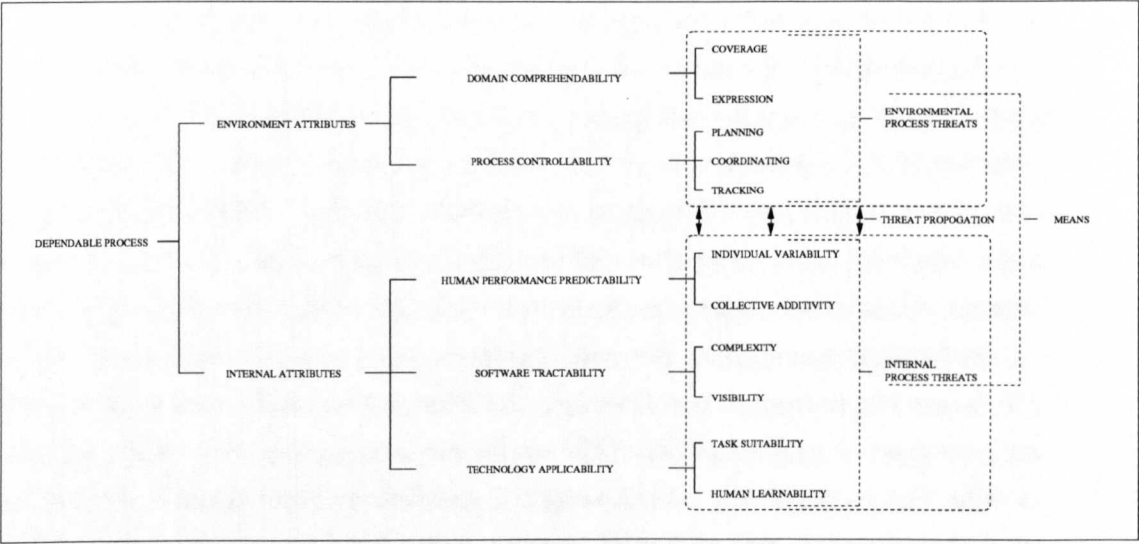 COVERAGE
DOMAIN COMPREHENDABILITY
EXPRESSION
ENVIRONMENTAL
PROCESS THREATS
ENVIRONMENT ATTRIBUTES
PLANNING
PROCESS CONTROLLABILITY
COORDINATING
TRACKING
THREAT PROPOGATION
MEANS
DEPENDABLE PROCESS
INDIVIDUAL VARIABILITY
HUMAN PERFORMANCE PREDICTABILITY
COLLECTIVE ADDITIVITY
COMPLEXITY
INTERNAL ATTRIBUTES
SOFTWARE TRACTABILITY
INTERNAL
PROCESS THREATS
VISIBILITY
TASK SUITABILITY
TECHNOLOGY APPLICABILITY
HUMAN LEARNABILITY